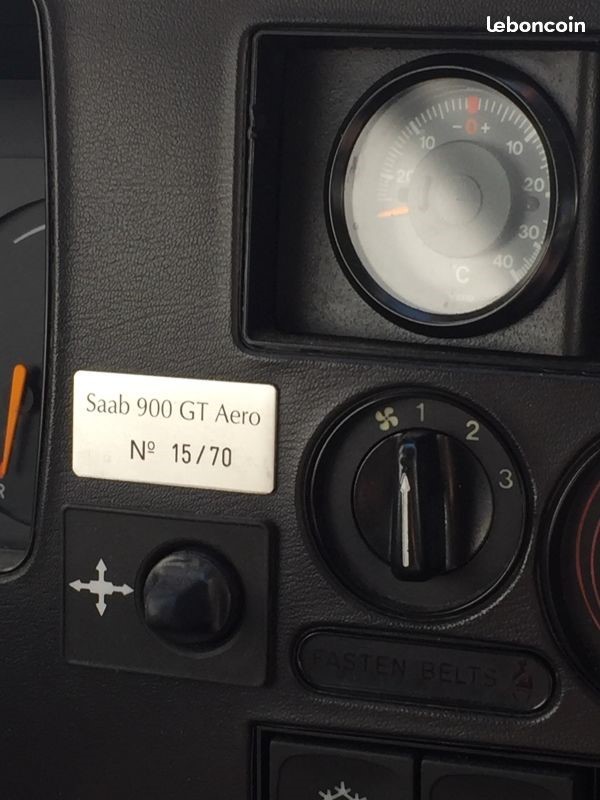 leboncoin
- 0 +
10 10
20 20
30
40
°C
Saab 900 GT Aero
Nº 15/70
1
2
3
R
FASTEN BELTS